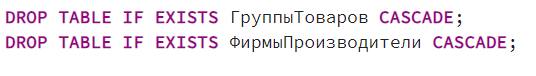 DROP TABLE IF EXISTS ГруппыТоваров CASCADE;
DROP TABLE IF EXISTS ФирмыПроизводители CASCADE;